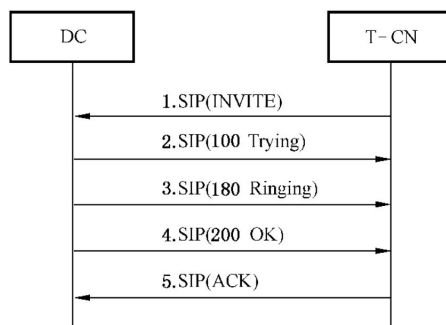 DC
T-CN
1.SIP(INVITE)
2.SIP(100 Trying)
3.SIP(180 Ringing)
4.SIP(200 OK)
5.SIP(ACK)